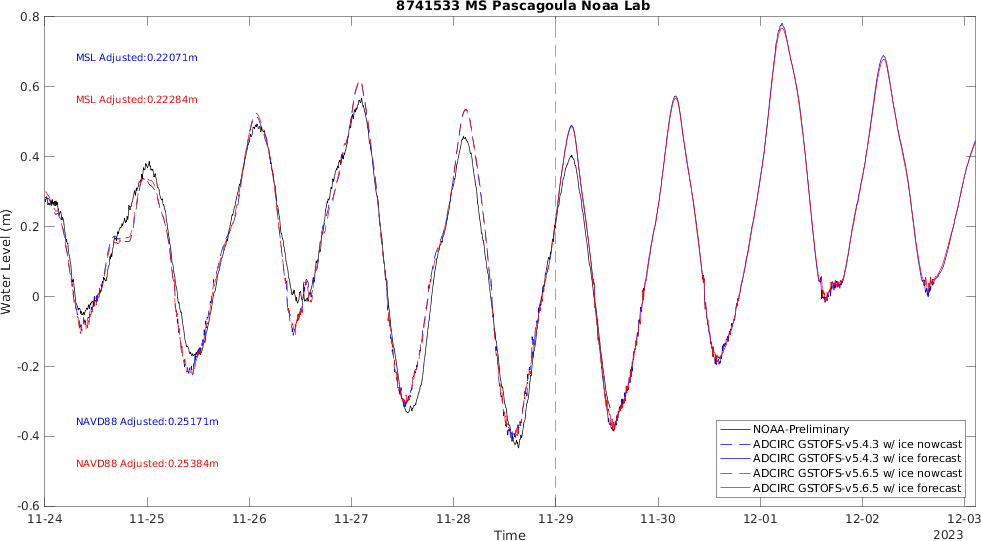 8741533 MS Pascagoula Noaa Lab
0.8
0.6
0.4
0.2
0
-0.2
-0.4
-0.6
Water Level (m)
MSL Adjusted:0.22071m
MSL Adjusted:0.22284m
NAVD88 Adjusted:0.25171m
NAVD88 Adjusted:0.25384m
NOAA-Preliminary
ADCIRC GSTOFS-v5.4.3 w/ ice nowcast
ADCIRC GSTOFS-v5.4.3 w/ ice forecast
ADCIRC GSTOFS-v5.6.5 w/ ice nowcast
ADCIRC GSTOFS-v5.6.5 w/ ice forecast
11-24 11-25 11-26 11-27 11-28 11-29 11-30 12-01 12-02 12-03
Time
2023